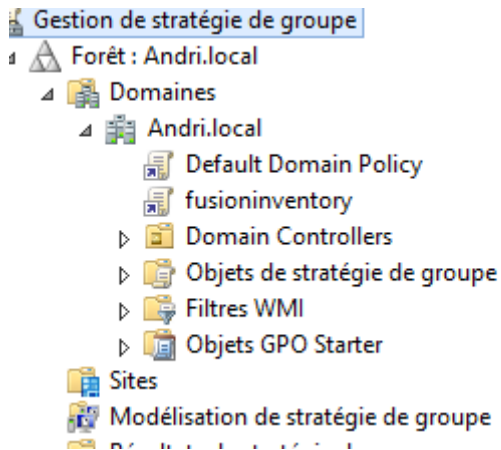 Gestion de stratégie de groupe
Forêt : Andri.local
Domaines
Andri.local
Default Domain Policy
fusioninventory
Domain Controllers
Objets de stratégie de groupe
Filtres WMI
Objets GPO Starter
Sites
Modélisation de stratégie de groupe